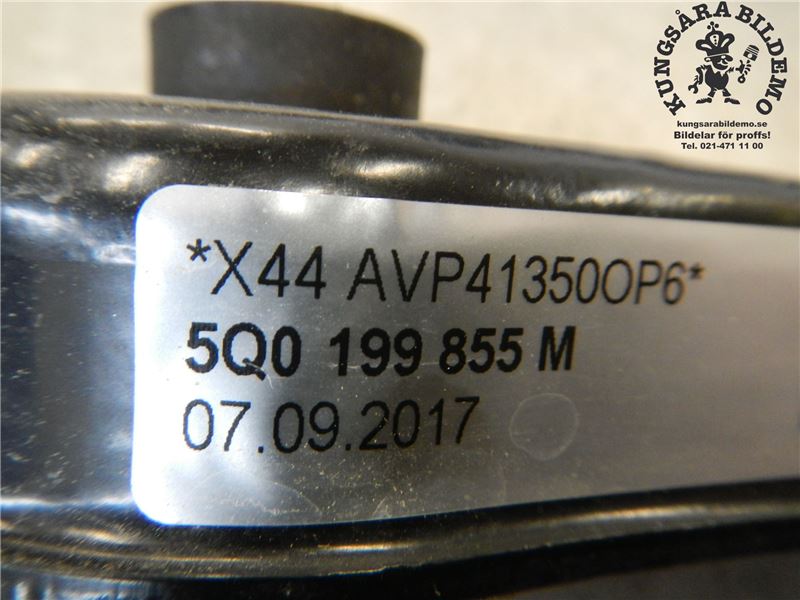 KUNGSÅRA BILDEMO
kungsarabildemo.se
Bildelar för proffs!
Tel. 021-471 11 00
*X44 AVP41350OP6*
5Q0 199 855 M
07.09.2017